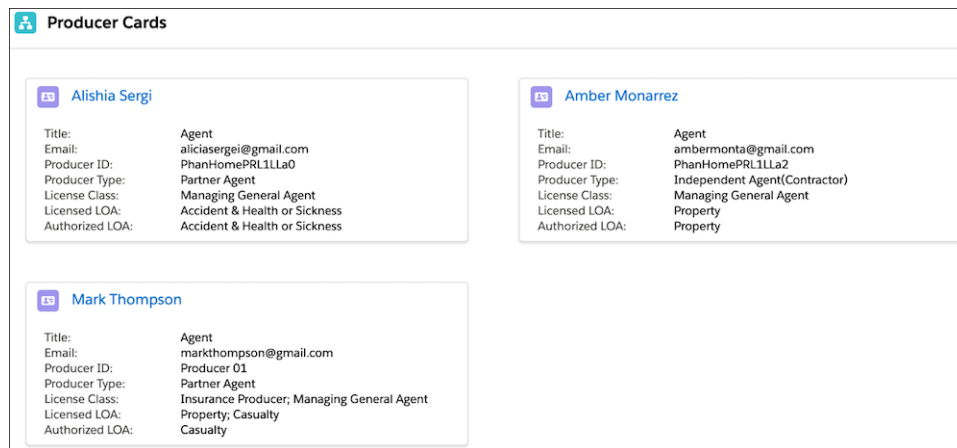 Producer Cards
Alishia Sergi
Title: Agent
Email: aliciasergei@gmail.com
Producer ID: PhanHomePRL1LLa0
Producer Type: Partner Agent
License Class: Managing General Agent
Licensed LOA: Accident & Health or Sickness
Authorized LOA: Accident & Health or Sickness
Amber Monarrez
Title: Agent
Email: ambermonta@gmail.com
Producer ID: PhanHomePRL1LLa2
Producer Type: Independent Agent(Contractor)
License Class: Managing General Agent
Licensed LOA: Property
Authorized LOA: Property
Mark Thompson
Title: Agent
Email: markthompson@gmail.com
Producer ID: Producer 01
Producer Type: Partner Agent
License Class: Insurance Producer; Managing General Agent
Licensed LOA: Property; Casualty
Authorized LOA: Casualty